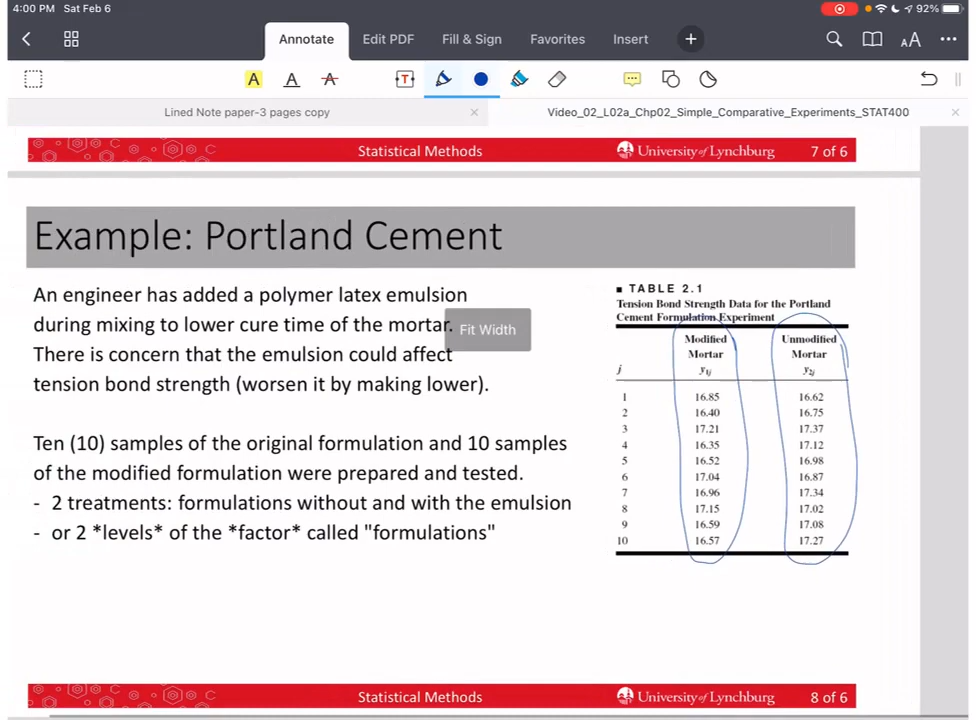 4:00 PM Sat Feb 6
92%
Annotate Edit PDF Fill & Sign Favorites Insert
A A A T AA
Lined Note paper-3 pages copy × Video_02_L02a_Chp02_Simple_Comparative_Experiments_STAT400 ×
Statistical Methods University of Lynchburg 7 of 6
Example: Portland Cement
An engineer has added a polymer latex emulsion
during mixing to lower cure time of the mortar.
There is concern that the emulsion could affect
tension bond strength (worsen it by making lower).
Fit Width
Ten (10) samples of the original formulation and 10 samples
of the modified formulation were prepared and tested.
- 2 treatments: formulations without and with the emulsion
- or 2 *levels* of the *factor* called "formulations"
■ TABLE 2.1
Tension Bond Strength Data for the Portland
Cement Formulation Experiment
Modified Unmodified
Mortar Mortar
j y1j y2j
1 16.85 16.62
2 16.40 16.75
3 17.21 17.37
4 16.35 17.12
5 16.52 16.98
6 17.04 16.87
7 16.96 17.34
8 17.15 17.02
9 16.59 17.08
10 16.57 17.27
Statistical Methods University of Lynchburg 8 of 6